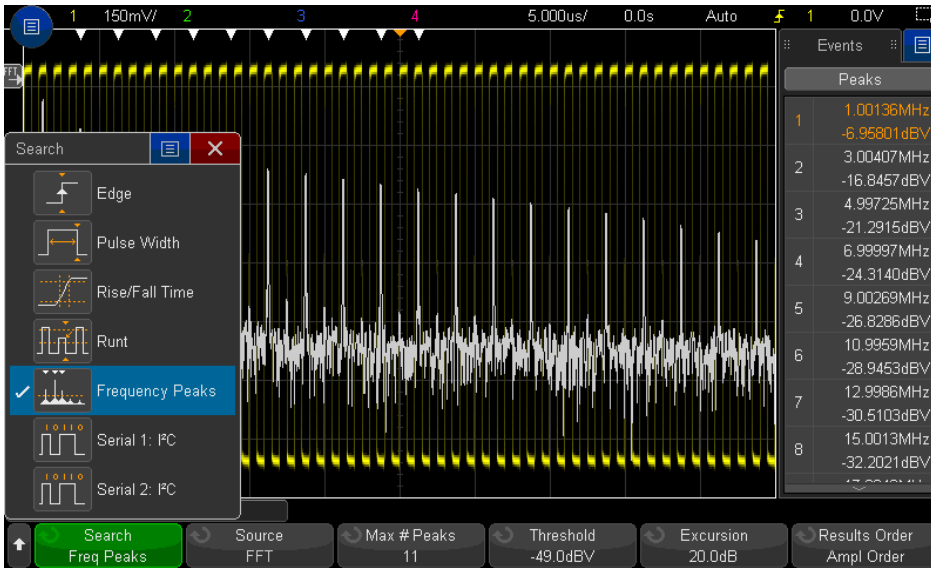 1 150mV/ 2 3 4 5.000us/ 0.0s Auto 1 0.0V
FFT
Events
Peaks
1 1.00136MHz
-6.95801dBV
2 3.00407MHz
-16.8457dBV
3 4.99725MHz
-21.2915dBV
4 6.99997MHz
-24.3140dBV
5 9.00269MHz
-26.8286dBV
6 10.9959MHz
-28.9453dBV
7 12.9986MHz
-30.5103dBV
8 15.0013MHz
-32.2021dBV
Search
Edge
Pulse Width
Rise/Fall Time
Runt
Frequency Peaks
10110
Serial 1: I²C
10110
Serial 2: I²C
Search
Freq Peaks
Source
FFT
Max # Peaks
11
Threshold
-49.0dBV
Excursion
20.0dB
Results Order
Ampl Order